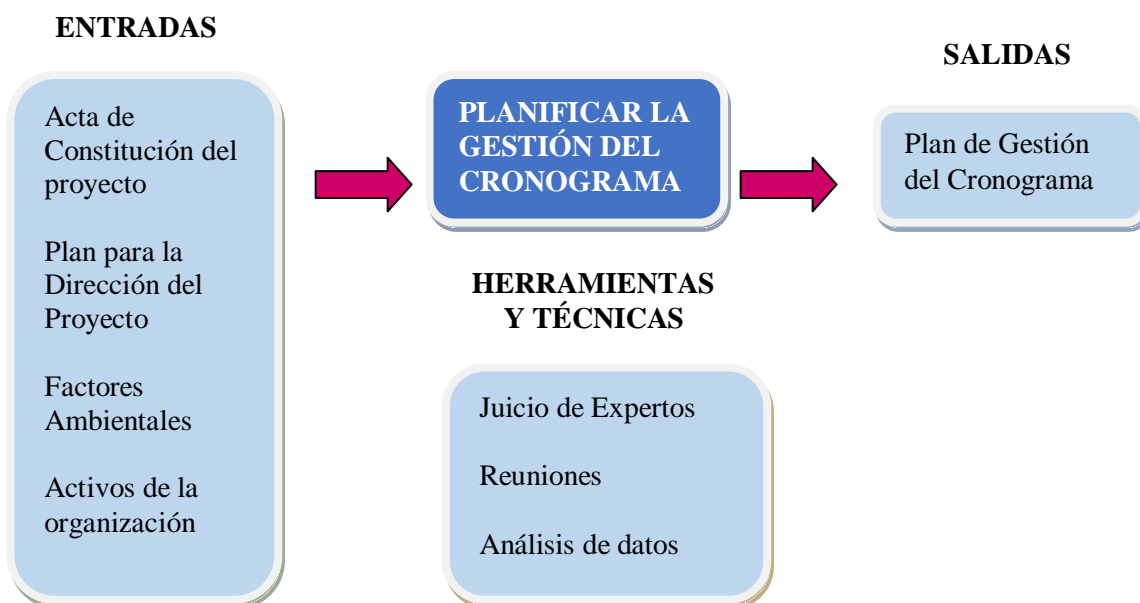 ENTRADAS
Acta de
Constitución del
proyecto
Plan para la
Dirección del
Proyecto
Factores
Ambientales
Activos de la
organización
PLANIFICAR LA
GESTIÓN DEL
CRONOGRAMA
HERRAMIENTAS
Y TÉCNICAS
Juicio de Expertos
Reuniones
Análisis de datos
SALIDAS
Plan de Gestión
del Cronograma